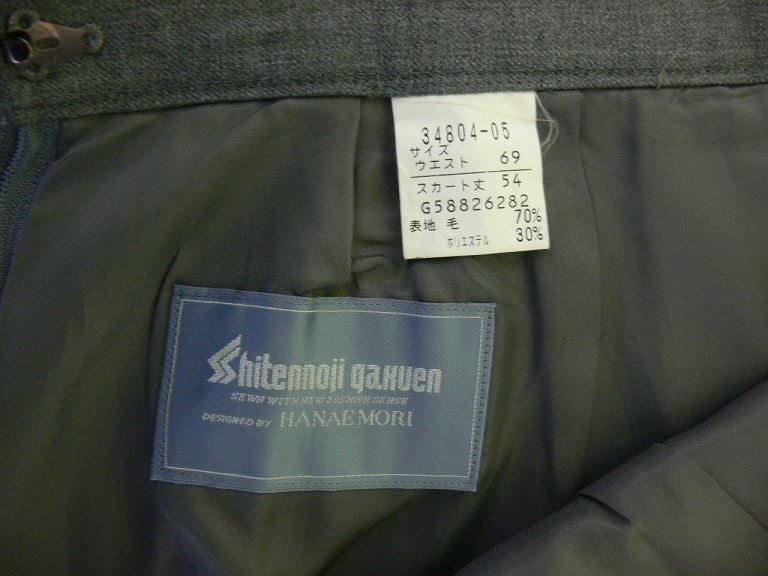 34804-05
サイズ
ウエスト 69
スカート丈 54
G58826282
表地 毛 70%
ポリエステル 30%
Shitennoji gakuen
SEWN WITH NEW FASHION SENSE
DESIGNED BY HANAE MORI